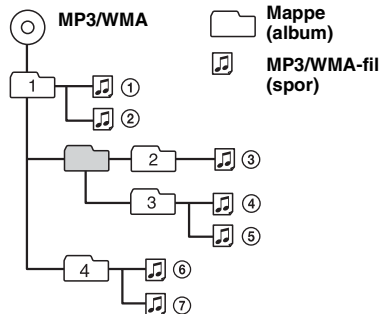 MP3/WMA
Mappe
(album)
MP3/WMA-fil
(spor)
1
①
②
2
③
3
④
⑤
4
⑥
⑦